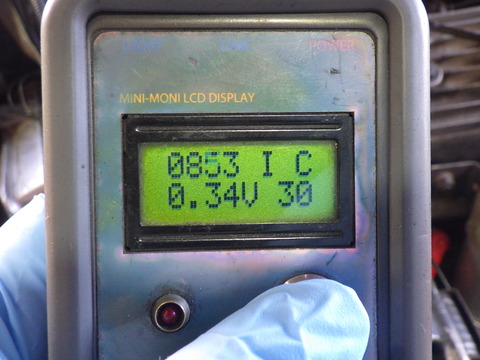 POWER
MINI-MONI LCD DISPLAY
0853 I C
0.34V 30